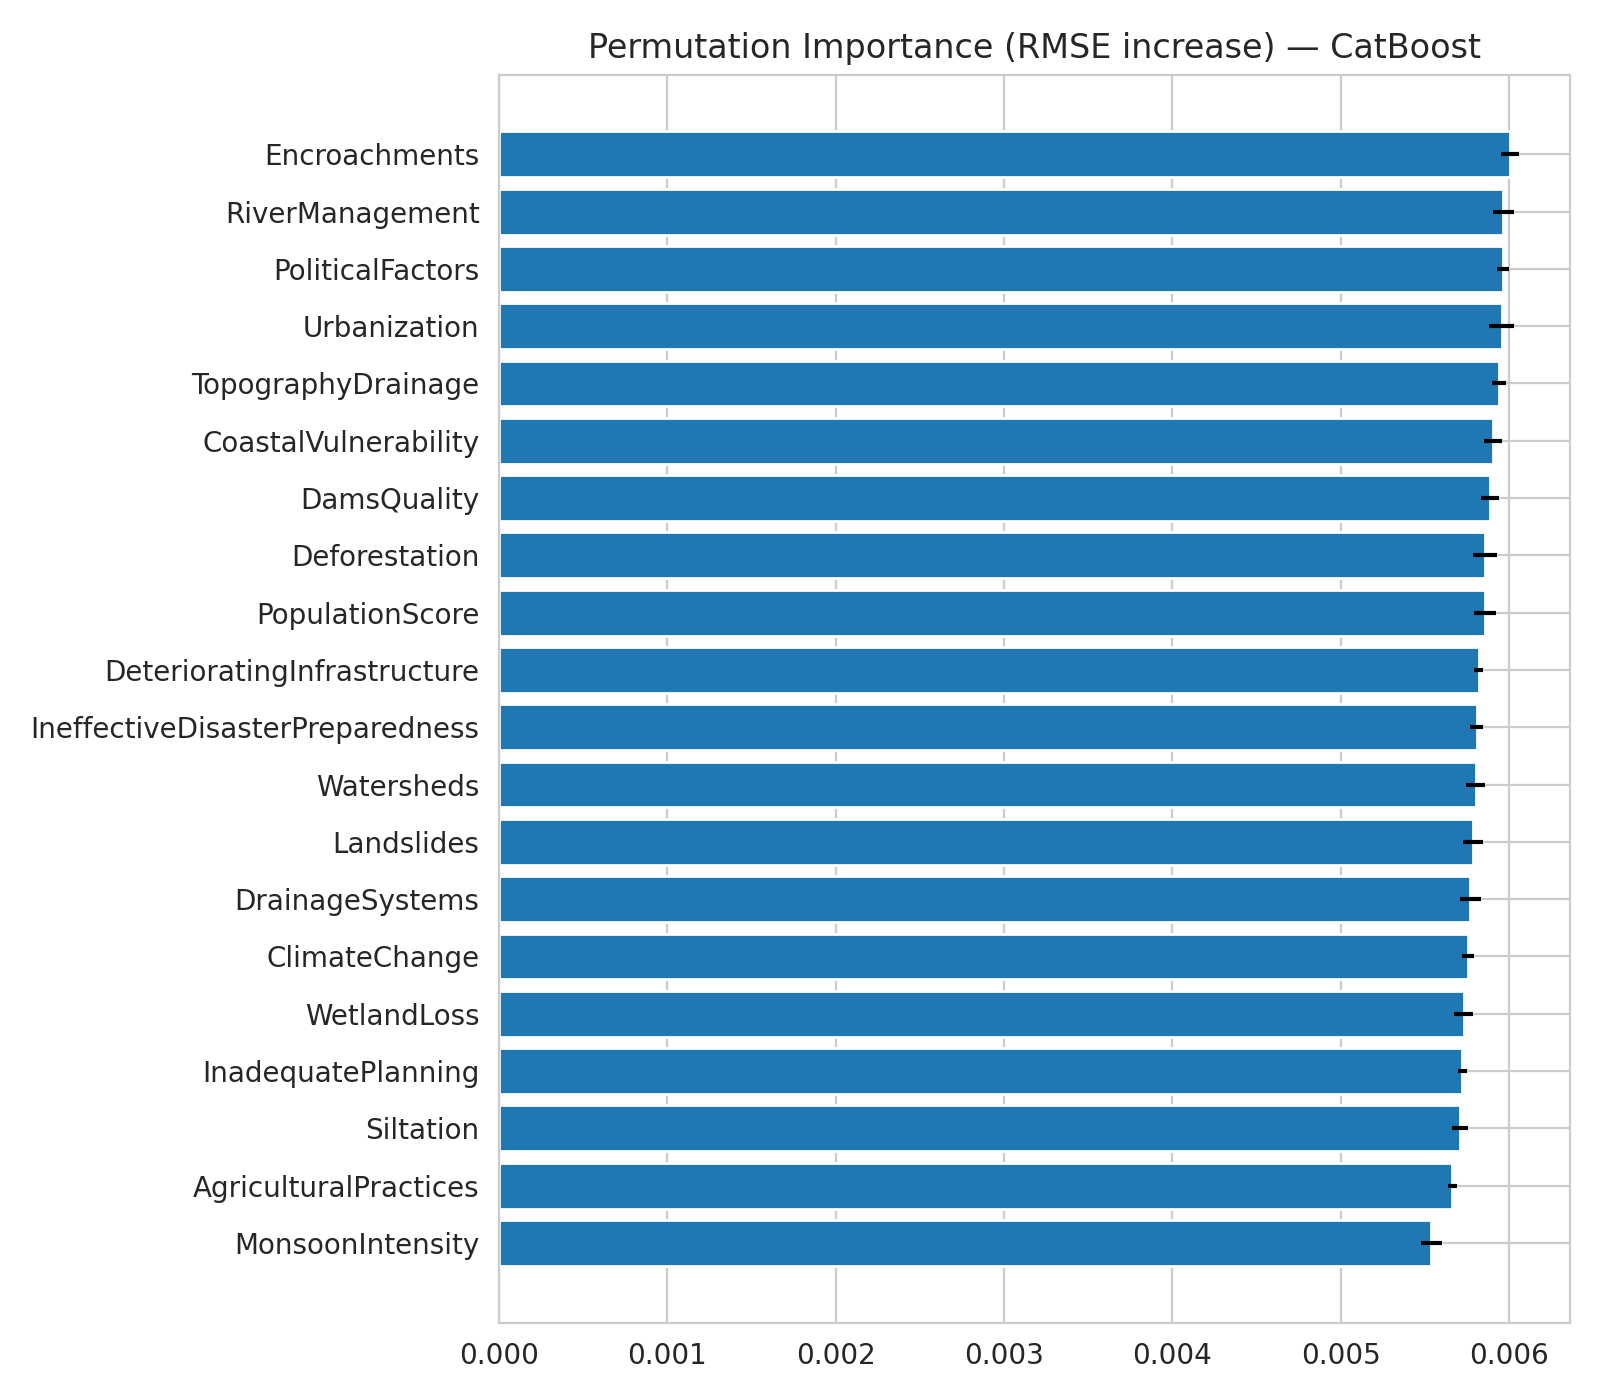 Permutation Importance (RMSE increase) — CatBoost
Encroachments
RiverManagement
PoliticalFactors
Urbanization
TopographyDrainage
CoastalVulnerability
DamsQuality
Deforestation
PopulationScore
DeterioratingInfrastructure
IneffectiveDisasterPreparedness
Watersheds
Landslides
DrainageSystems
ClimateChange
WetlandLoss
InadequatePlanning
Siltation
AgriculturalPractices
MonsoonIntensity
0.000 0.001 0.002 0.003 0.004 0.005 0.006